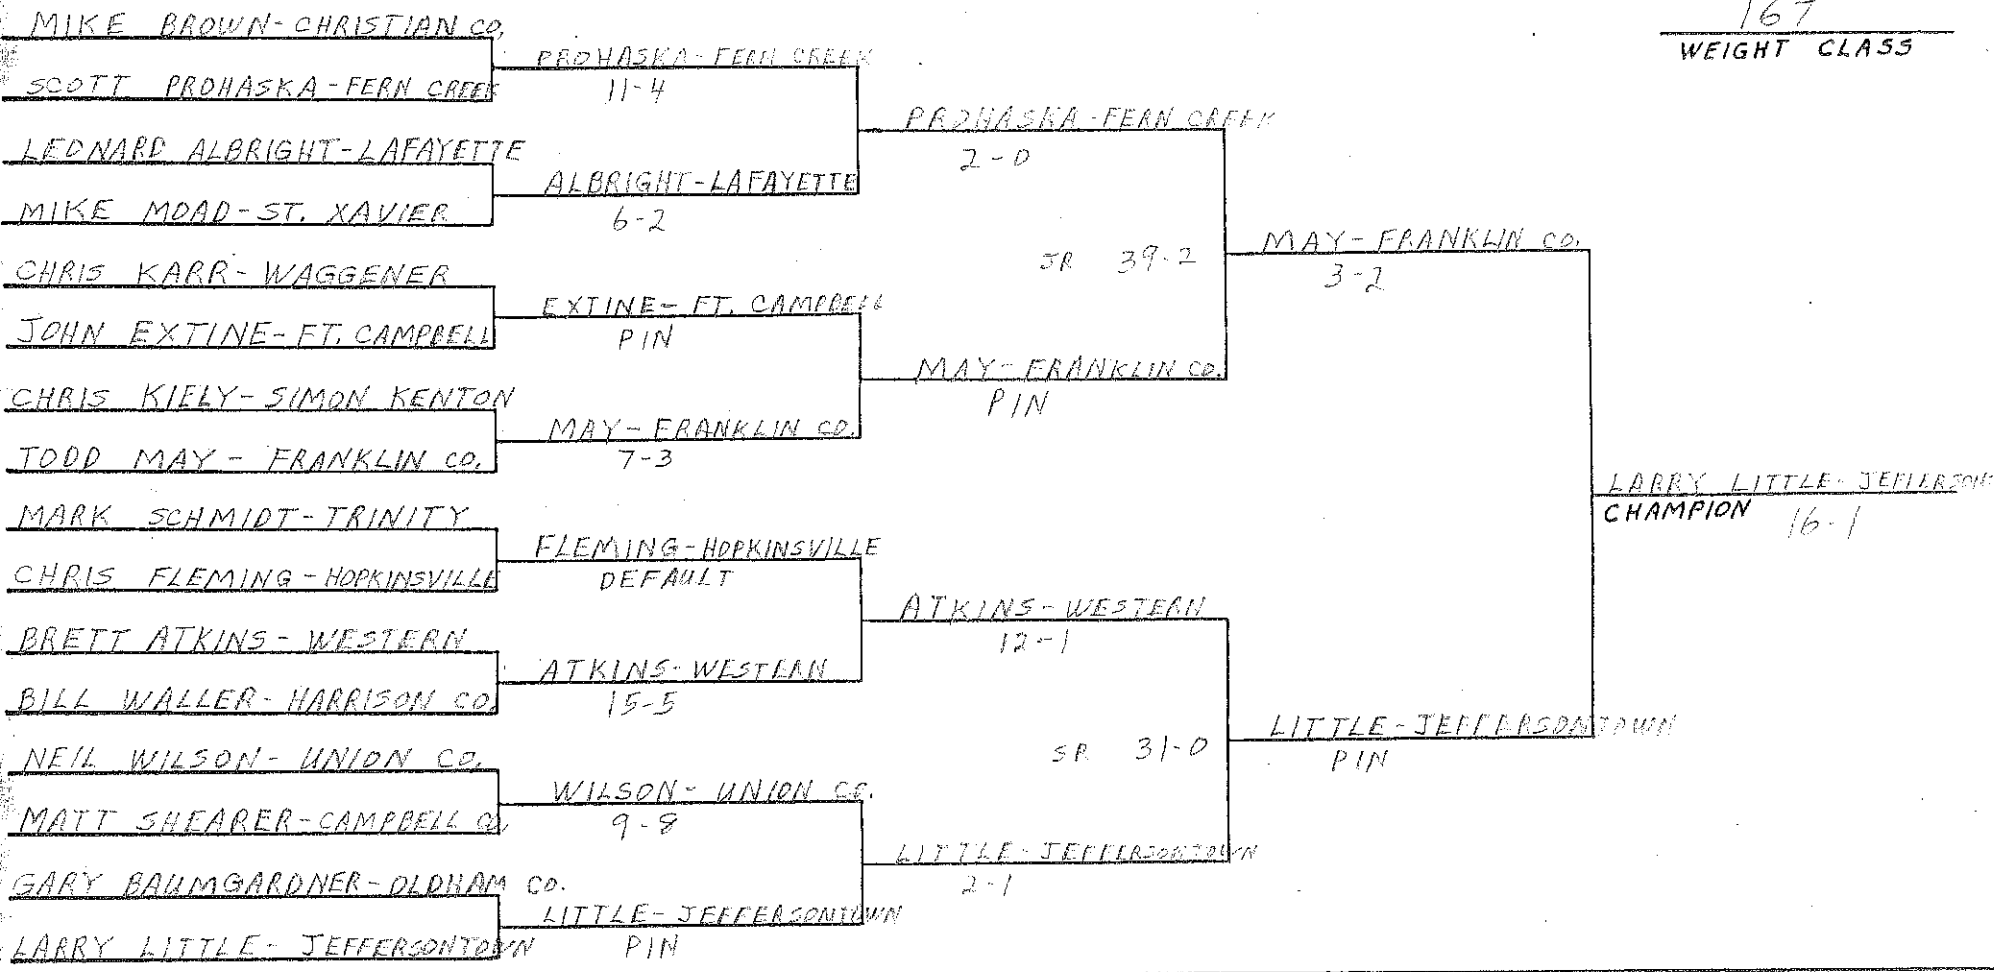 167
WEIGHT CLASS
MIKE BROWN-CHRISTIAN CO.
SCOTT PROHASKA-FERN CREEK
LEONARD ALBRIGHT-LAFAYETTE
MIKE MOAD-ST. XAVIER
CHRIS KARR-WAGGENER
JOHN EXTINE-FT. CAMPBELL
CHRIS KIELY-SIMON KENTON
TODD MAY-FRANKLIN CO.
MARK SCHMIDT-TRINITY
CHRIS FLEMING-HOPKINSVILLE
BRETT ATKINS-WESTERN
BILL WALLER-HARRISON CO.
NEIL WILSON-UNION CO.
MATT SHEARER-CAMPBELL CO.
GARY BAUMGARDNER-OLDHAM CO.
LARRY LITTLE-JEFFERSONTOWN
PROHASKA-FERN CREEK
11-4
ALBRIGHT-LAFAYETTE
6-2
EXTINE-FT. CAMPBELL
PIN
MAY-FRANKLIN CO.
7-3
FLEMING-HOPKINSVILLE
DEFAULT
ATKINS-WESTERN
15-5
WILSON-UNION CO.
9-8
LITTLE-JEFFERSONTOWN
PIN
PROHASKA-FERN CREEK
2-0
MAY-FRANKLIN CO.
PIN
ATKINS-WESTERN
12-1
LITTLE-JEFFERSONTOWN
2-1
JR 39-2
MAY-FRANKLIN CO.
3-2
SR 31-0
LITTLE-JEFFERSONTOWN
PIN
LARRY LITTLE-JEFFERSON
CHAMPION 16-1